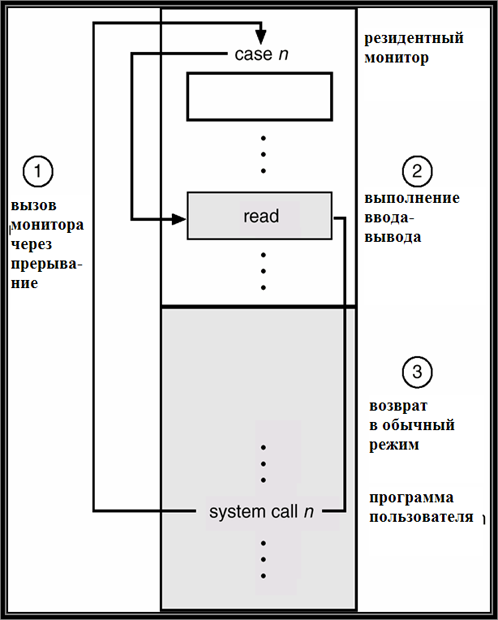 case n
резидентный
монитор
1
вызов
монитора
через
прерыва-
ние
2
выполнение
ввода-
вывода
read
3
возврат
в обычный
режим
system call n
программа
пользователя